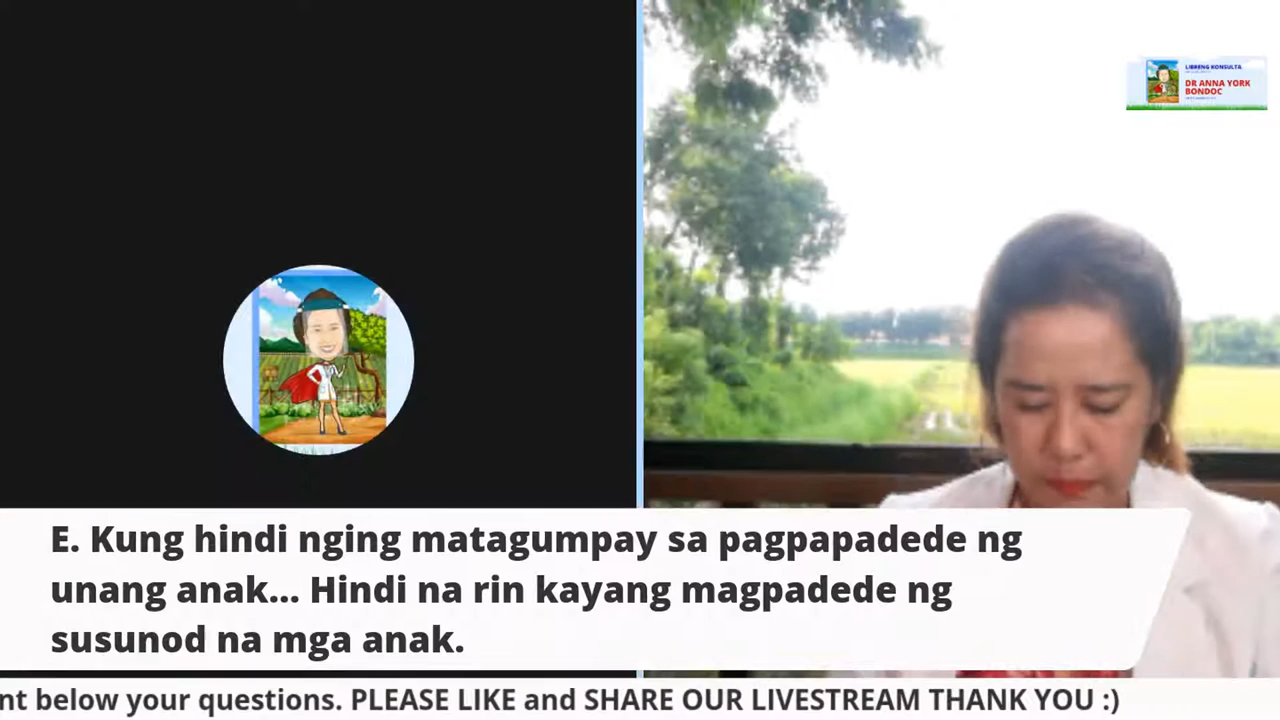 LIBRENG KONSULTA
DR ANNA YORK
BONDOC
E. Kung hindi nging matagumpay sa pagpapadede ng
unang anak... Hindi na rin kayang magpadede ng
susunod na mga anak.
below your questions. PLEASE LIKE and SHARE OUR LIVESTREAM THANK YOU :)